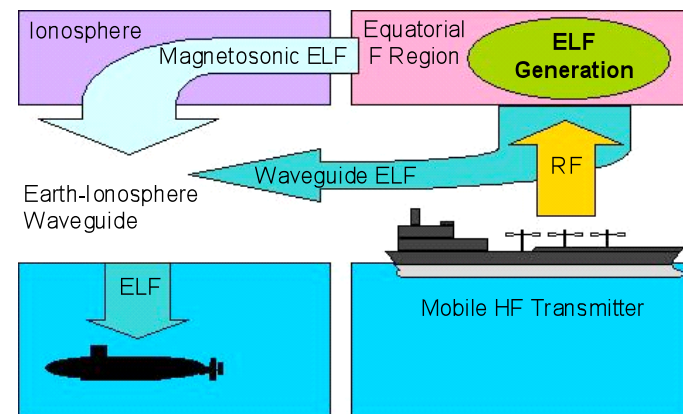 Ionosphere
Magnetosonic ELF
Equatorial
F Region
ELF
Generation
Waveguide ELF
RF
Earth-Ionosphere
Waveguide
ELF
Mobile HF Transmitter